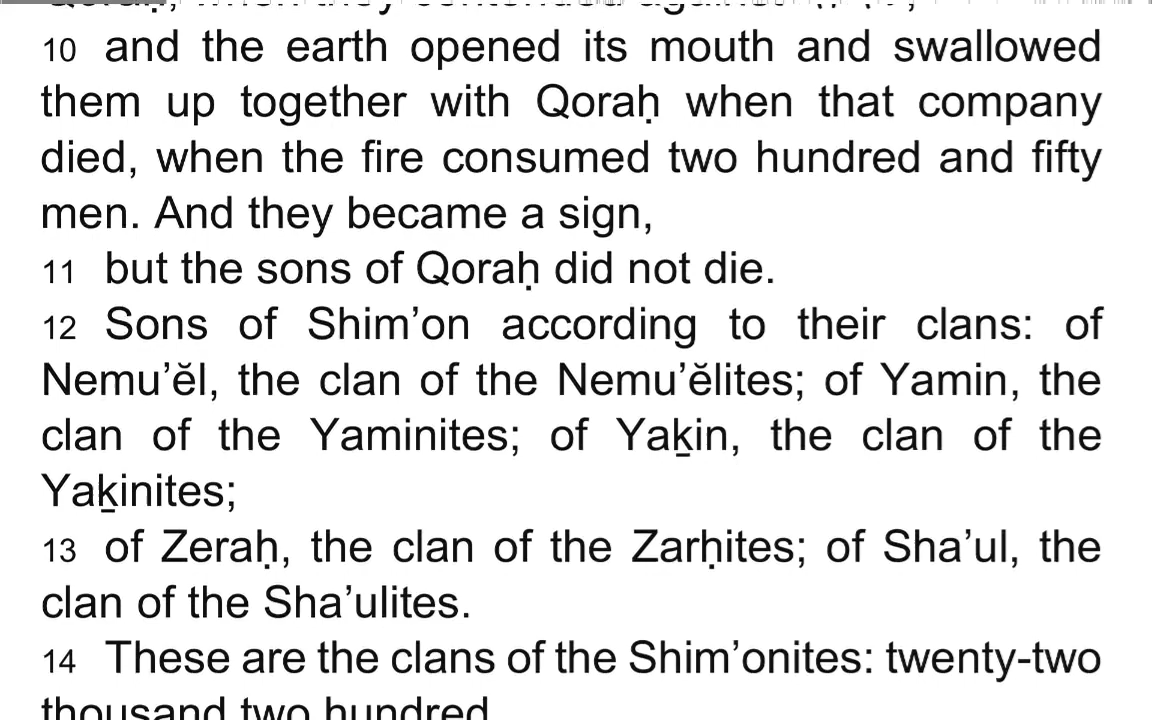 10 and the earth opened its mouth and swallowed
them up together with Qoraḥ when that company
died, when the fire consumed two hundred and fifty
men. And they became a sign,
11 but the sons of Qoraḥ did not die.
12 Sons of Shim’on according to their clans: of
Nemu’ĕl, the clan of the Nemu’ĕlites; of Yamin, the
clan of the Yaminites; of Yaḵin, the clan of the
Yaḵinites;
13 of Zeraḥ, the clan of the Zarḥites; of Sha’ul, the
clan of the Sha’ulites.
14 These are the clans of the Shim’onites: twenty-two
thousand two hundred